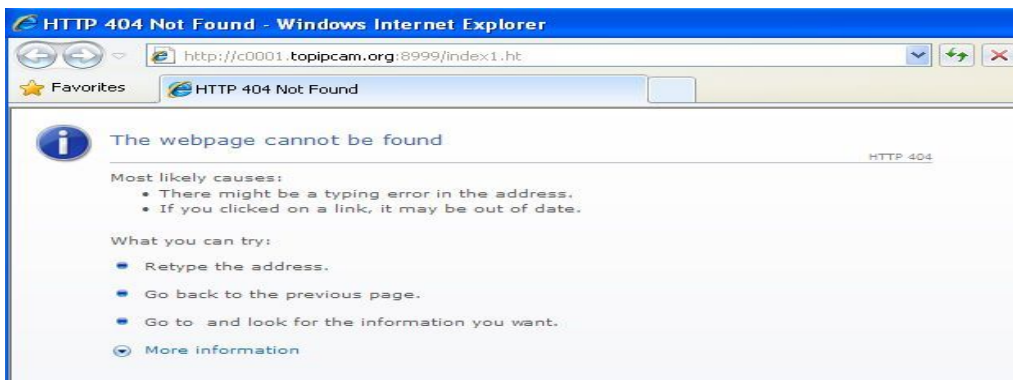 HTTP 404 Not Found - Windows Internet Explorer
http://c0001.topipcam.org:8999/index1.ht
Favorites HTTP 404 Not Found
The webpage cannot be found
HTTP 404
Most likely causes:
• There might be a typing error in the address.
• If you clicked on a link, it may be out of date.
What you can try:
Retype the address.
Go back to the previous page.
Go to and look for the information you want.
More information